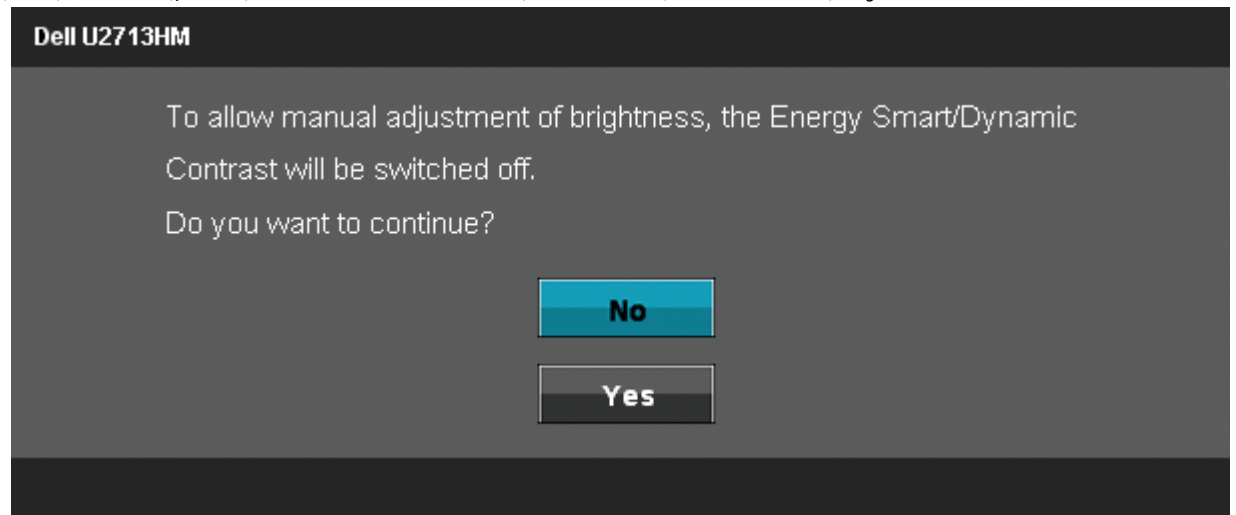 Dell U2713HM
To allow manual adjustment of brightness, the Energy Smart/Dynamic
Contrast will be switched off.
Do you want to continue?
No
Yes